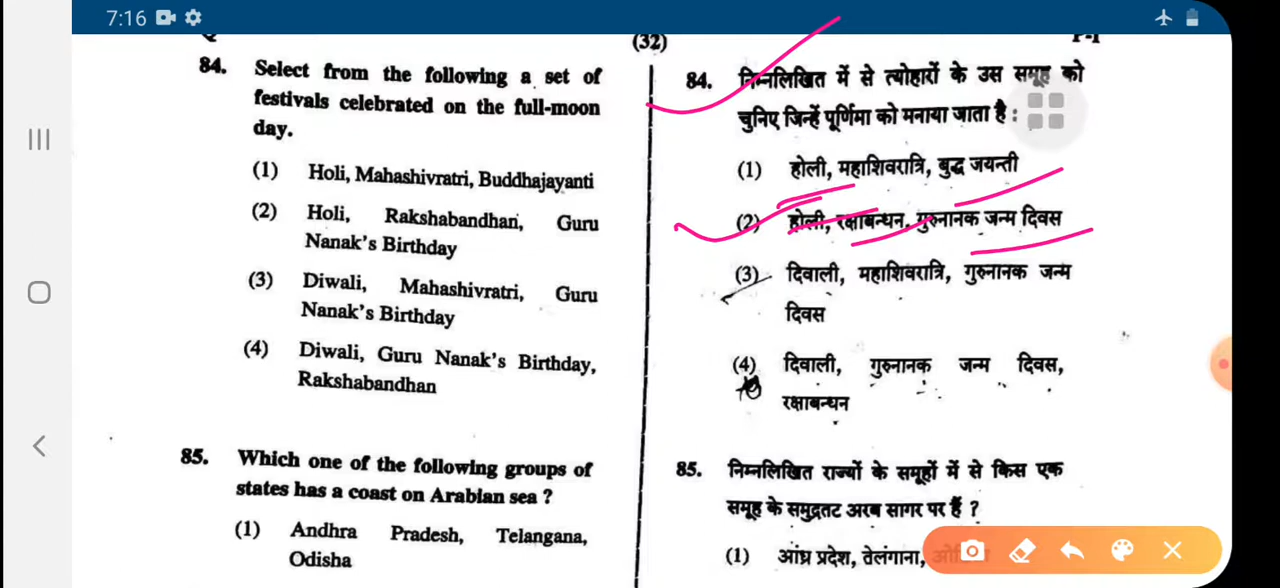 7:16
(32)
84. Select from the following a set of
festivals celebrated on the full-moon
day.
(1) Holi, Mahashivratri, Buddhajayanti
(2) Holi, Rakshabandhan, Guru
Nanak's Birthday
(3) Diwali, Mahashivratri, Guru
Nanak's Birthday
(4) Diwali, Guru Nanak's Birthday,
Rakshabandhan
85. Which one of the following groups of
states has a coast on Arabian sea ?
(1) Andhra Pradesh, Telangana,
Odisha
P-I
84. निम्नलिखित में से त्योहारों के उस समूह को
चुनिए जिन्हें पूर्णिमा को मनाया जाता है :
(1) होली, महाशिवरात्रि, बुद्ध जयन्ती
(2) होली, रक्षाबन्धन, गुरुनानक जन्म दिवस
(3) दिवाली, महाशिवरात्रि, गुरुनानक जन्म
दिवस
(4) दिवाली, गुरुनानक जन्म दिवस,
रक्षाबन्धन
85. निम्नलिखित राज्यों के समूहों में से किस एक
समूह के समुद्रतट अरब सागर पर हैं ?
(1) आंध्र प्रदेश, तेलंगाना,